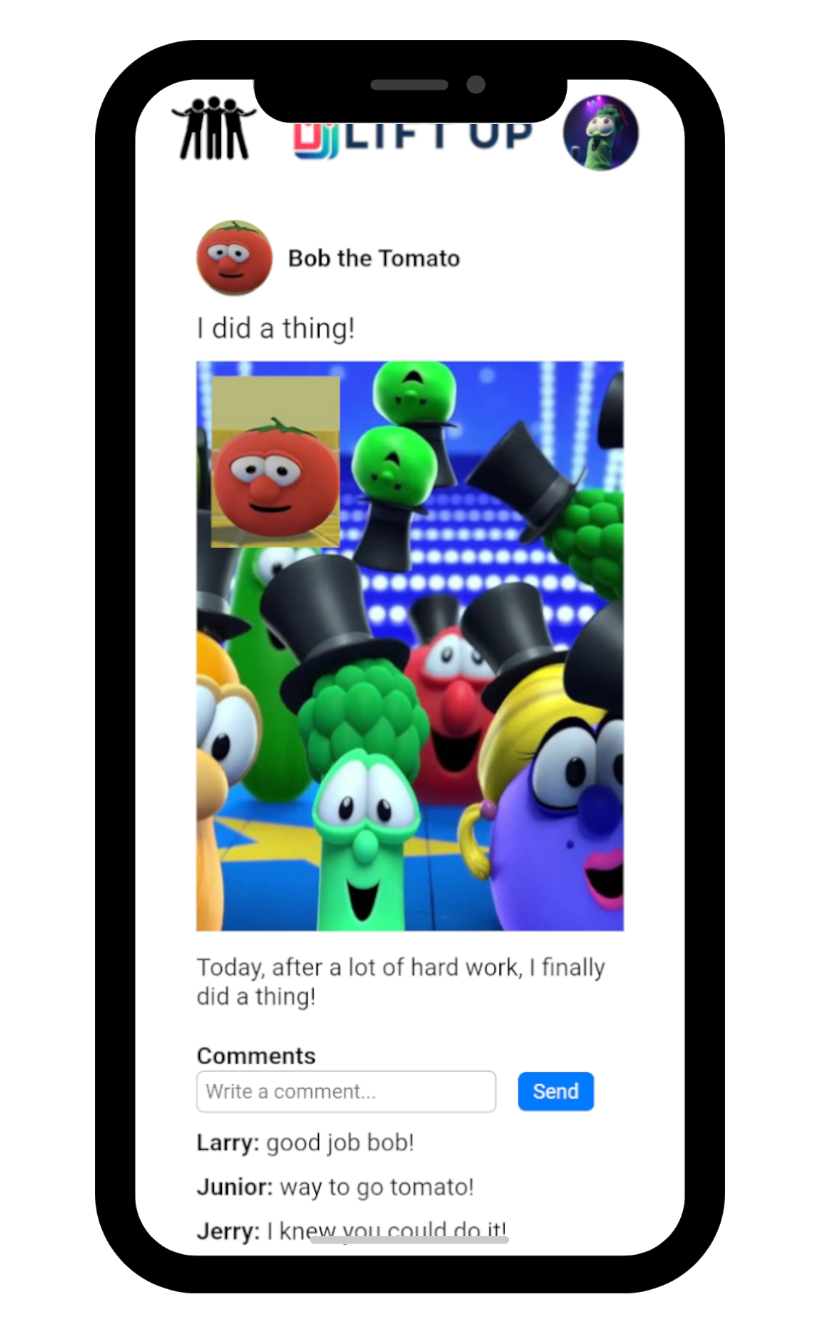 LIFT UP
Bob the Tomato
I did a thing!
Today, after a lot of hard work, I finally
did a thing!
Comments
Write a comment...
Send
Larry: good job bob!
Junior: way to go tomato!
Jerry: I knew you could do it!